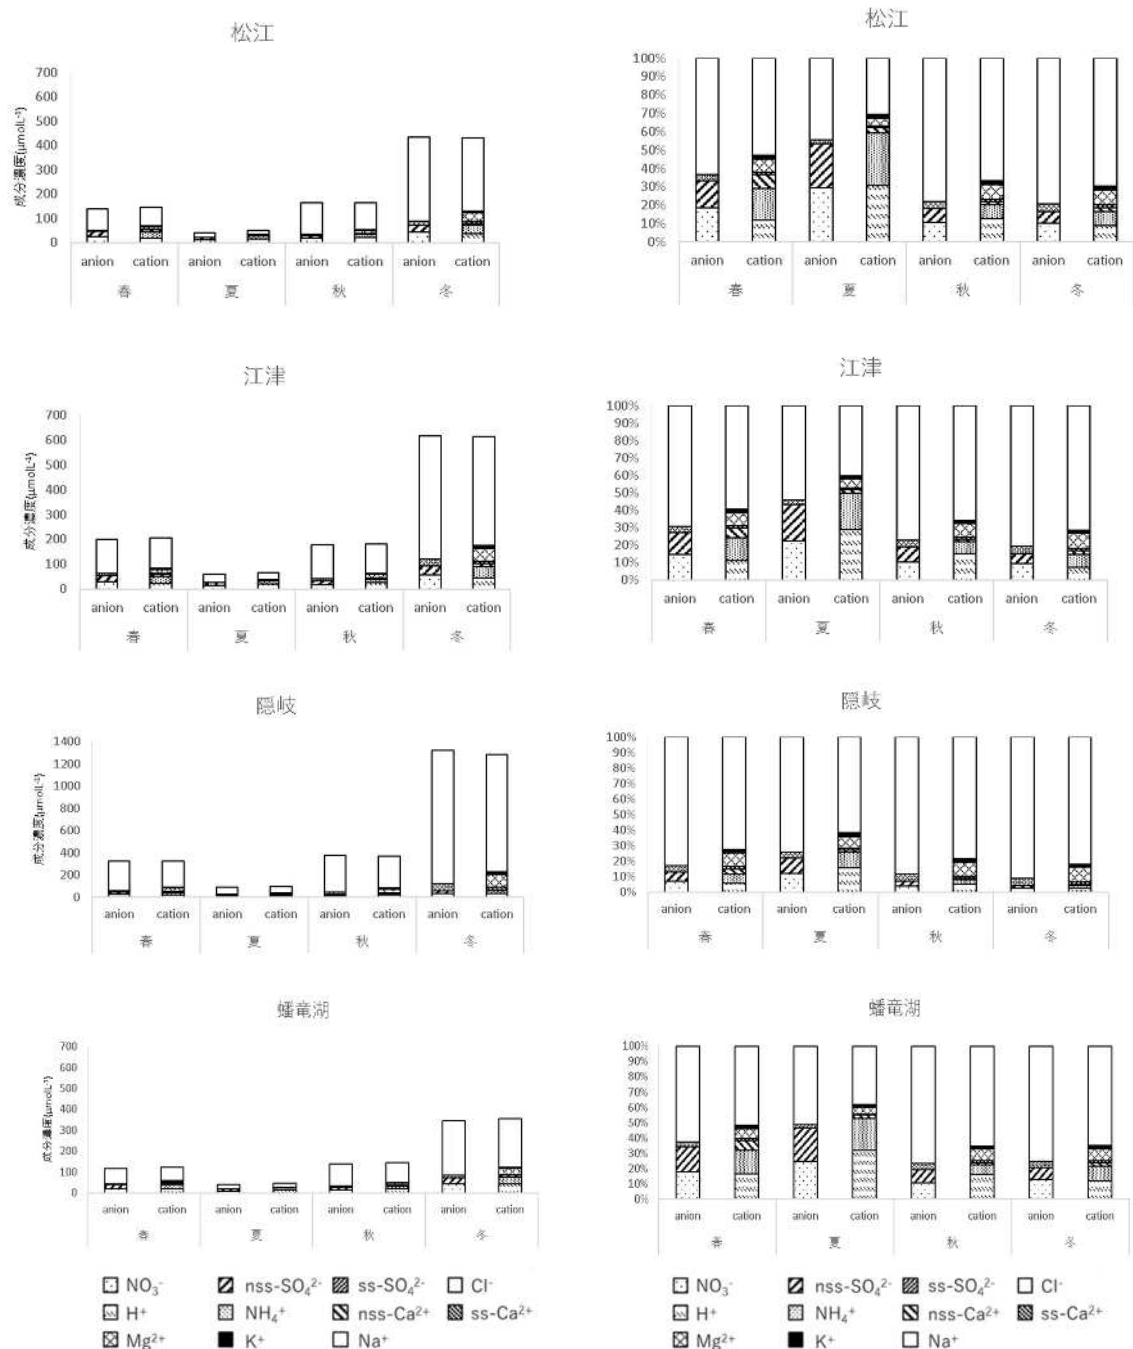 松江
成分濃度(μmolL⁻¹)
700
600
500
400
300
200
100
0
anion cation anion cation anion cation anion cation
春 夏 秋 冬
松江
100%
90%
80%
70%
60%
50%
40%
30%
20%
10%
0%
anion cation anion cation anion cation anion cation
春 夏 秋 冬
江津
成分濃度(μmolL⁻¹)
700
600
500
400
300
200
100
0
anion cation anion cation anion cation anion cation
春 夏 秋 冬
江津
100%
90%
80%
70%
60%
50%
40%
30%
20%
10%
0%
anion cation anion cation anion cation anion cation
春 夏 秋 冬
隠岐
成分濃度(μmolL⁻¹)
1400
1200
1000
800
600
400
200
0
anion cation anion cation anion cation anion cation
春 夏 秋 冬
隠岐
100%
90%
80%
70%
60%
50%
40%
30%
20%
10%
0%
anion cation anion cation anion cation anion cation
春 夏 秋 冬
蟠竜湖
成分濃度(μmolL⁻¹)
700
600
500
400
300
200
100
0
anion cation anion cation anion cation anion cation
春 夏 秋 冬
蟠竜湖
100%
90%
80%
70%
60%
50%
40%
30%
20%
10%
0%
anion cation anion cation anion cation anion cation
春 夏 秋 冬
NO₃⁻ nss-SO₄²⁻ ss-SO₄²⁻ Cl⁻
H⁺ NH₄⁺ nss-Ca²⁺ ss-Ca²⁺
Mg²⁺ K⁺ Na⁺
NO₃⁻ nss-SO₄²⁻ ss-SO₄²⁻ Cl⁻
H⁺ NH₄⁺ nss-Ca²⁺ ss-Ca²⁺
Mg²⁺ K⁺ Na⁺